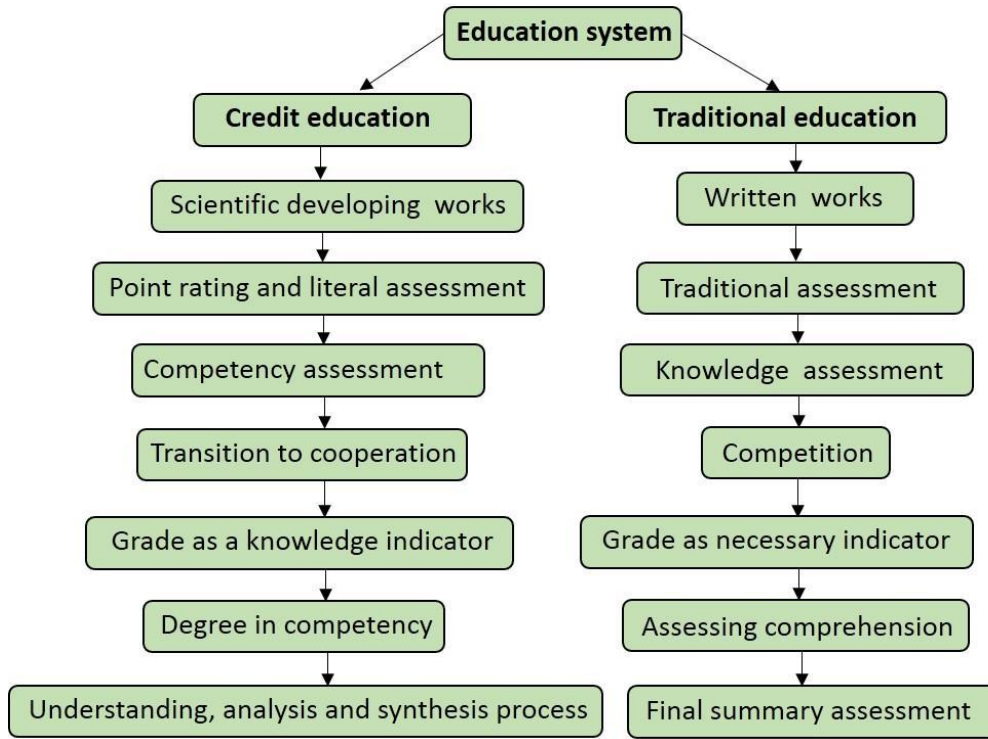 Education system
Credit education
Traditional education
Scientific developing works
Written works
Point rating and literal assessment
Traditional assessment
Competency assessment
Knowledge assessment
Transition to cooperation
Competition
Grade as a knowledge indicator
Grade as necessary indicator
Degree in competency
Assessing comprehension
Understanding, analysis and synthesis process
Final summary assessment